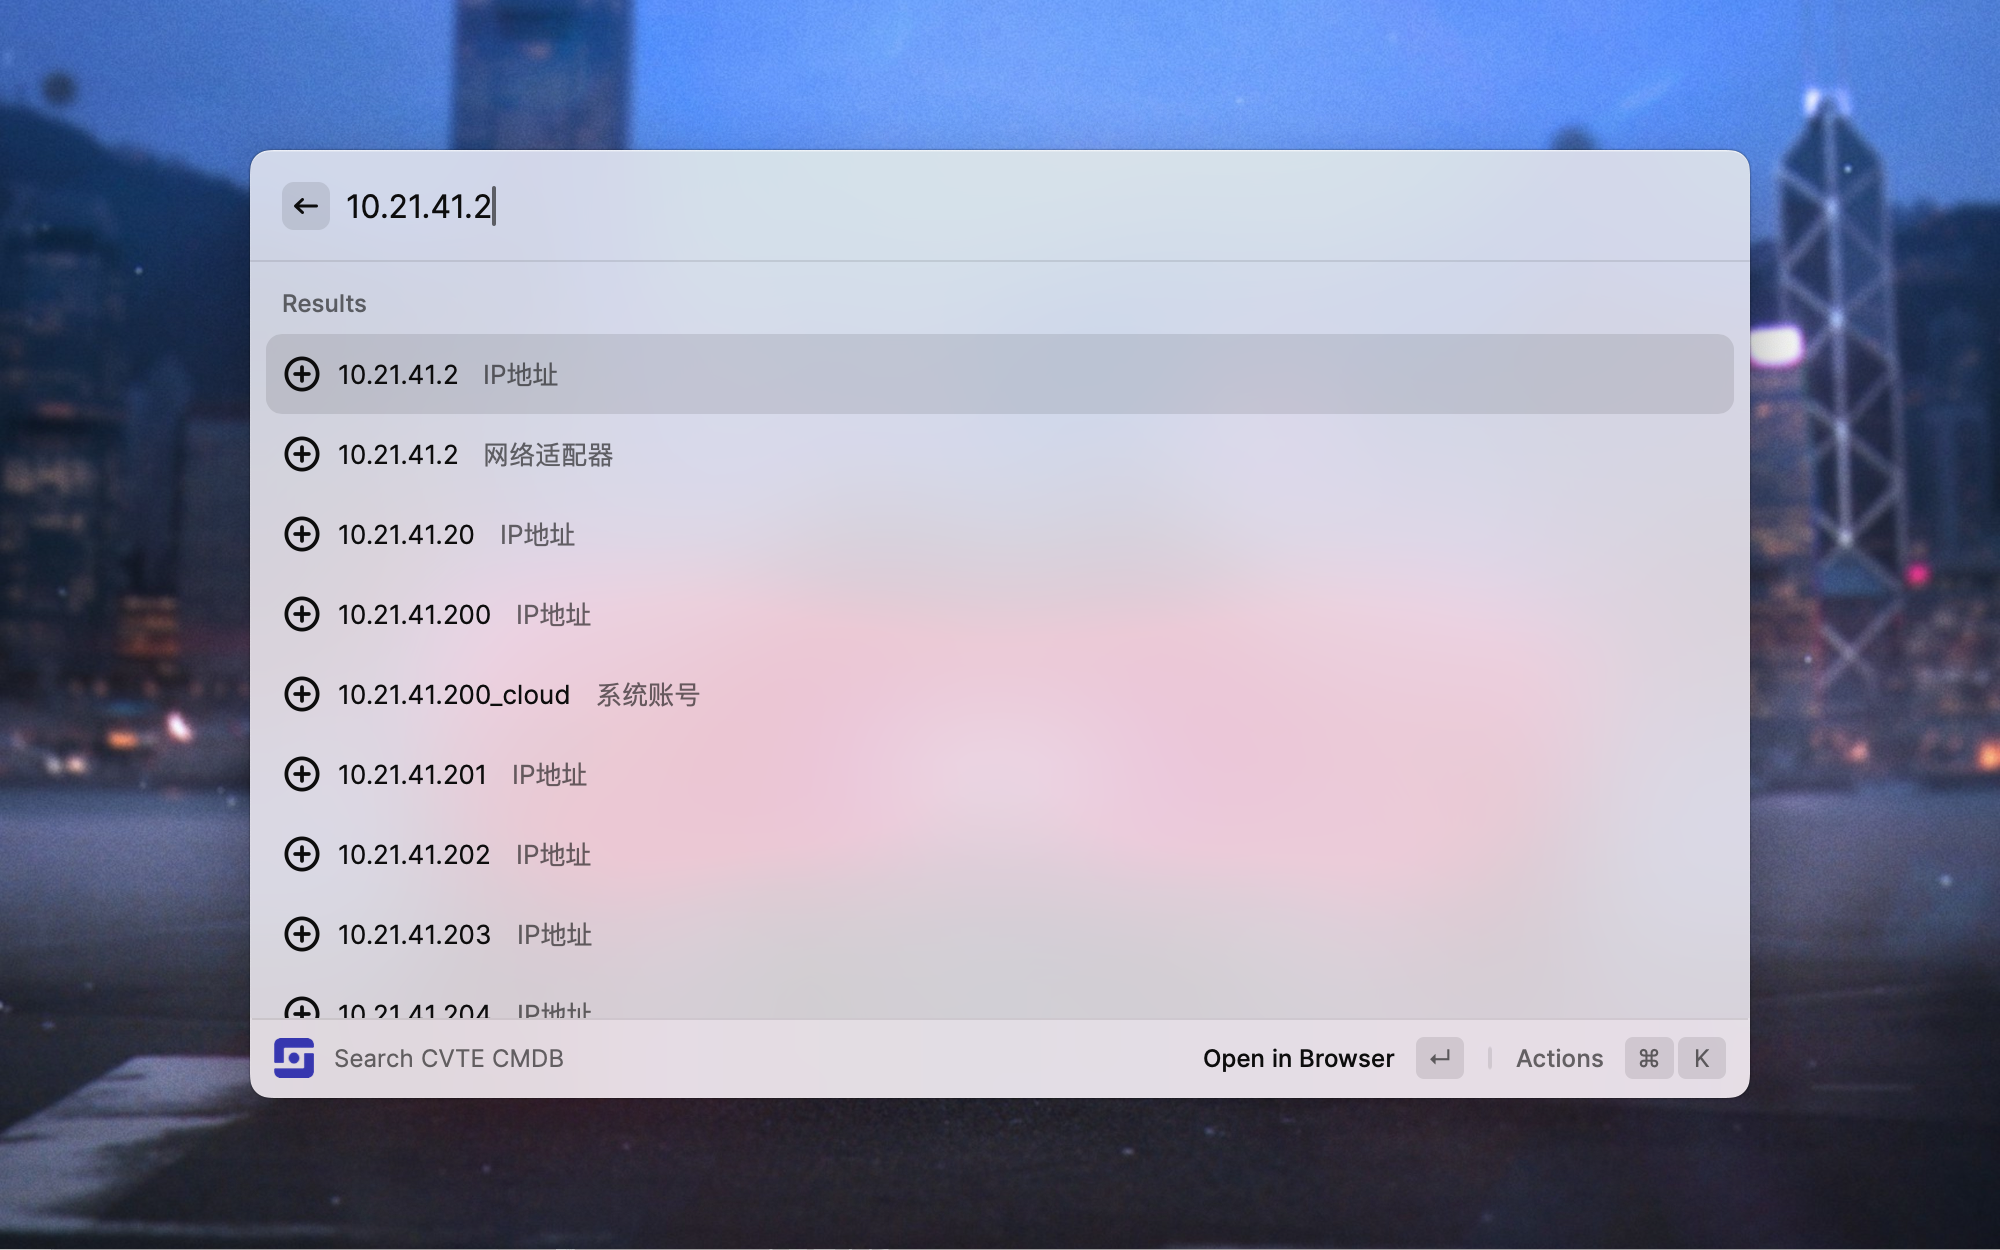 10.21.41.2
Results
10.21.41.2 IP地址
10.21.41.2 网络适配器
10.21.41.20 IP地址
10.21.41.200 IP地址
10.21.41.200_cloud 系统账号
10.21.41.201 IP地址
10.21.41.202 IP地址
10.21.41.203 IP地址
10.21.41.204 IP地址
Search CVTE CMDB Open in Browser ↵ Actions ⌘ K